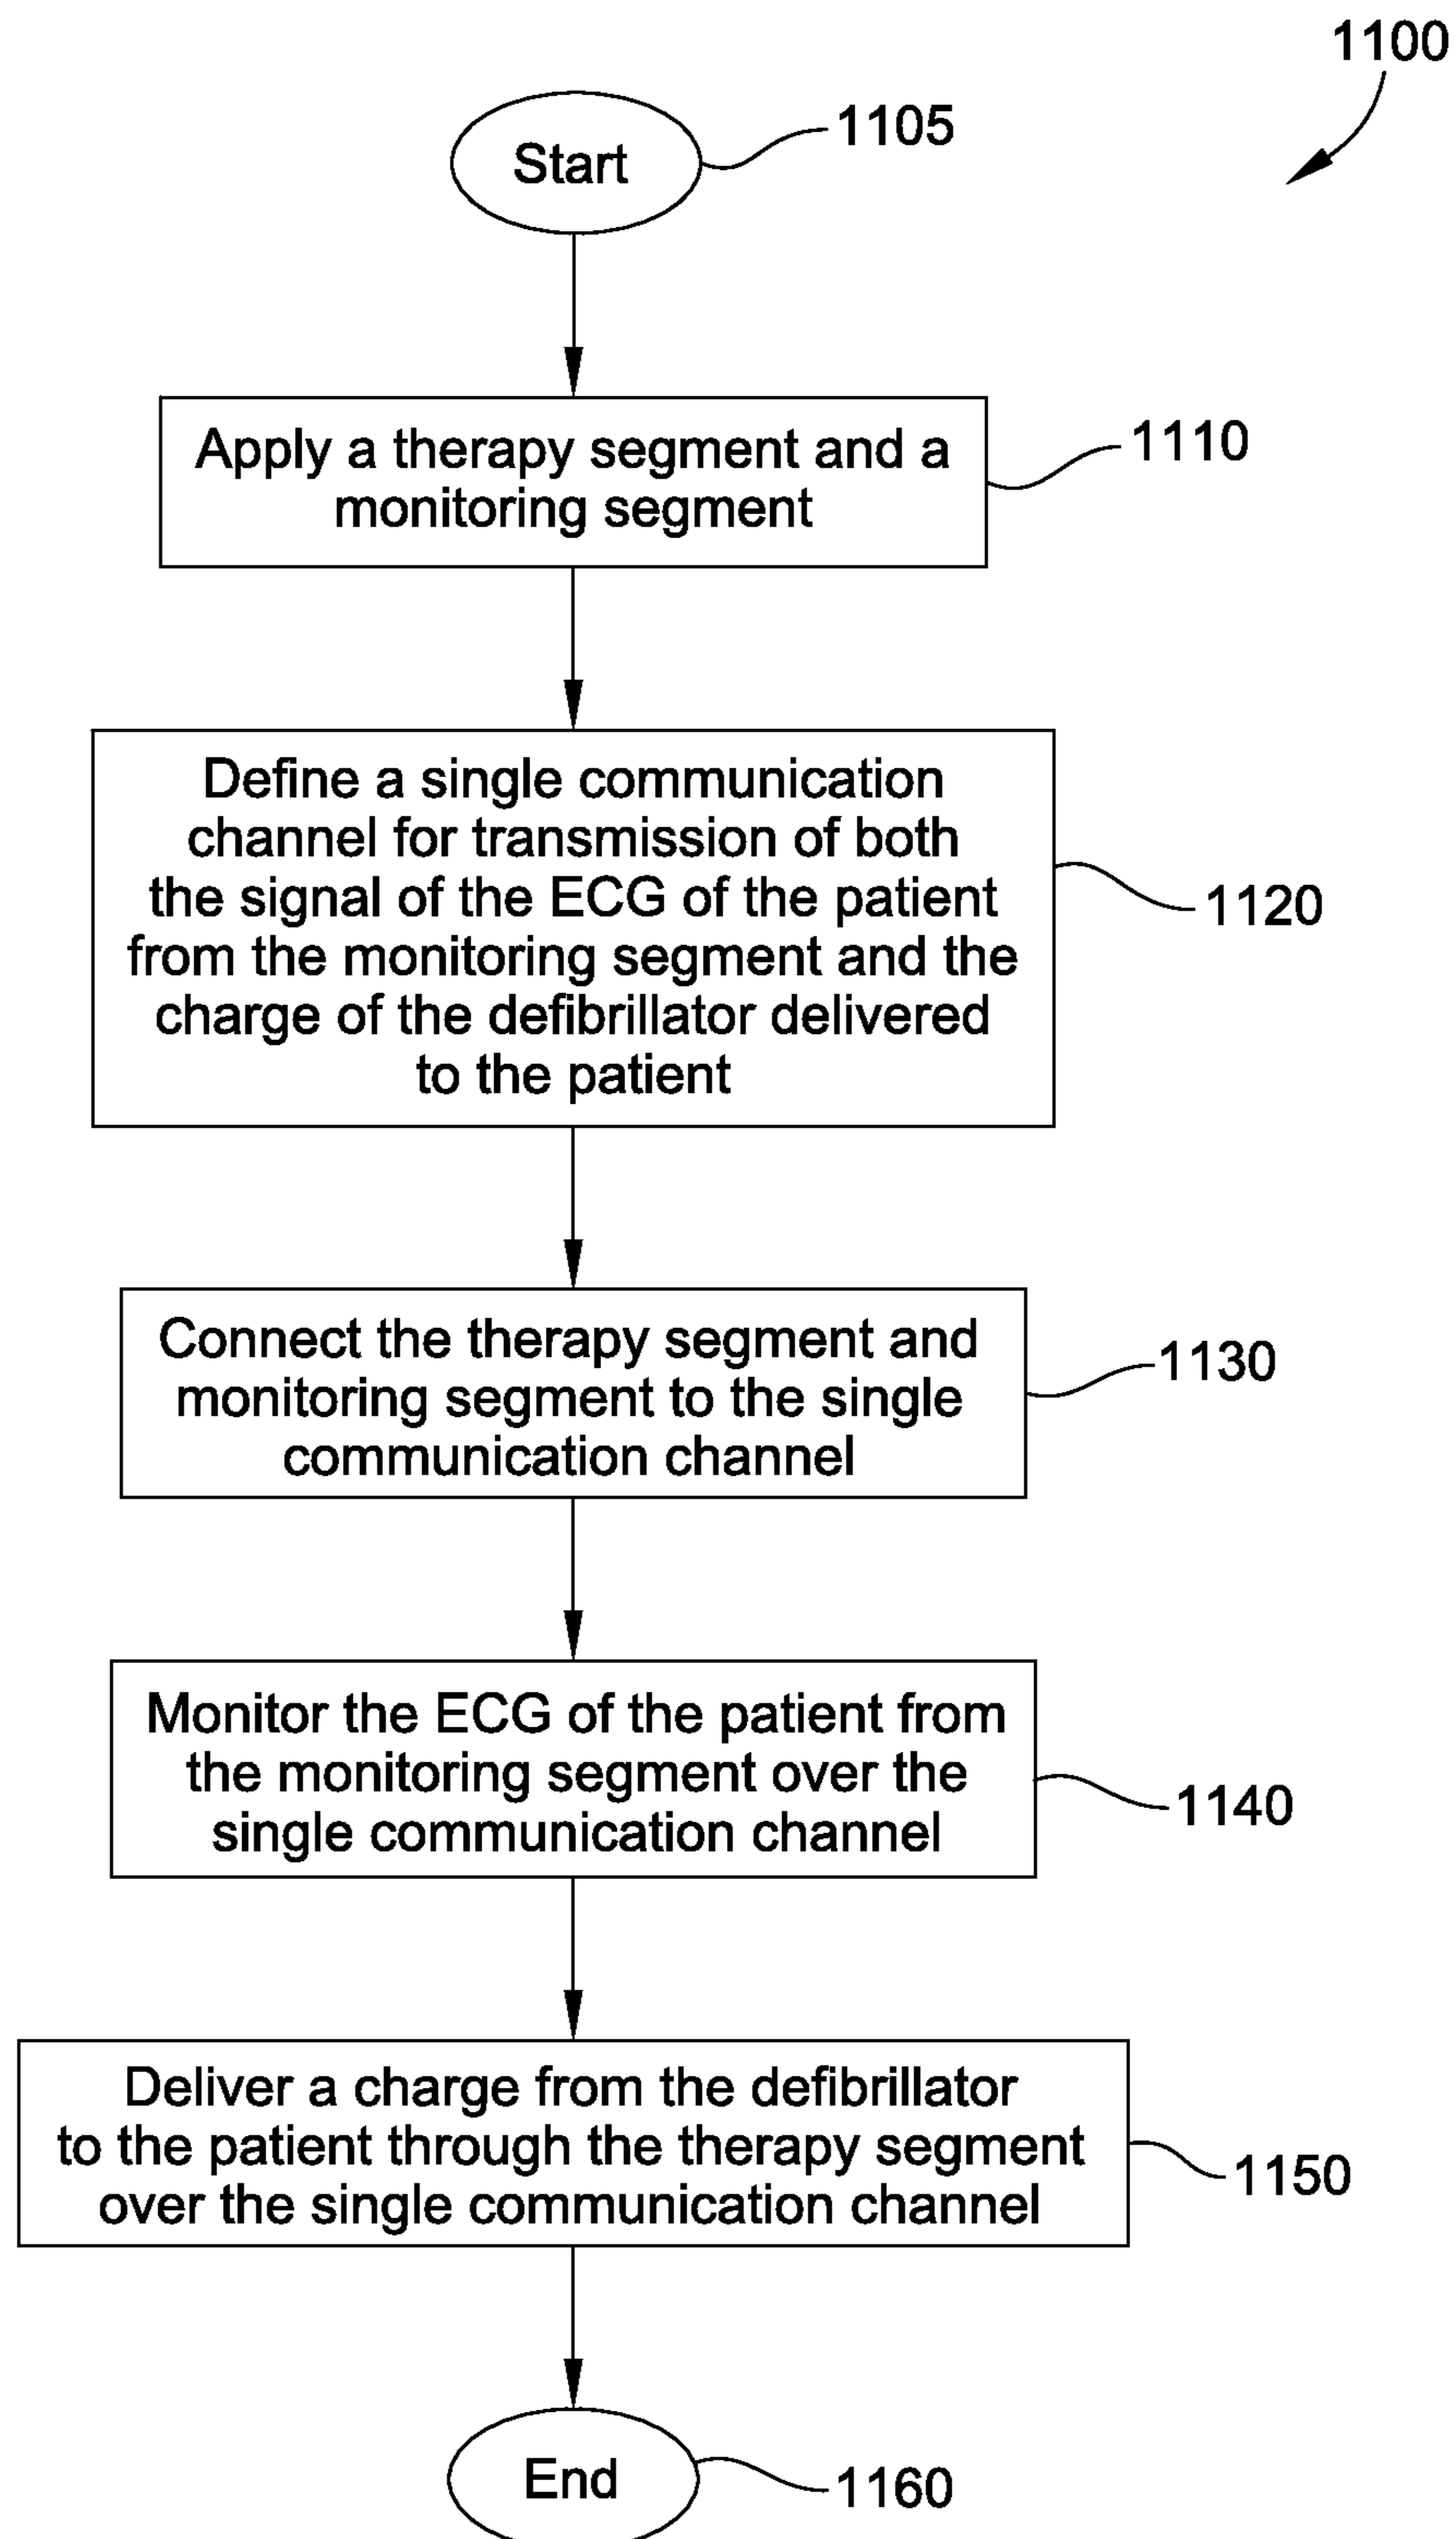 1100
Start
1105
Apply a therapy segment and a
monitoring segment
1110
Define a single communication
channel for transmission of both
the signal of the ECG of the patient
from the monitoring segment and the
charge of the defibrillator delivered
to the patient
1120
Connect the therapy segment and
monitoring segment to the single
communication channel
1130
Monitor the ECG of the patient from
the monitoring segment over the
single communication channel
1140
Deliver a charge from the defibrillator
to the patient through the therapy segment
over the single communication channel
1150
End
1160